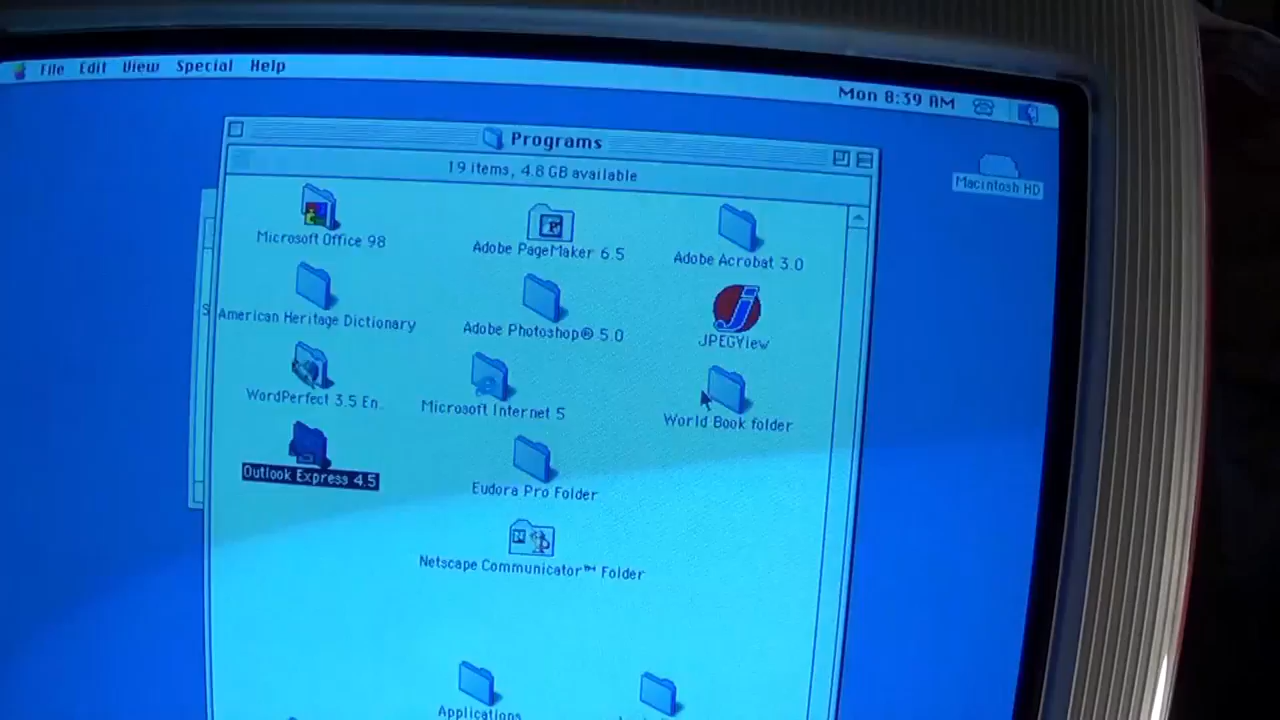 File Edit View Special Help
Mon 8:39 AM
Programs
19 items, 4.8 GB available
Macintosh HD
Microsoft Office 98
Adobe PageMaker 6.5
Adobe Acrobat 3.0
American Heritage Dictionary
Adobe Photoshop® 5.0
JPEGView
WordPerfect 3.5 En..
Microsoft Internet 5
World Book folder
Outlook Express 4.5
Eudora Pro Folder
Netscape Communicator™ Folder
Applications